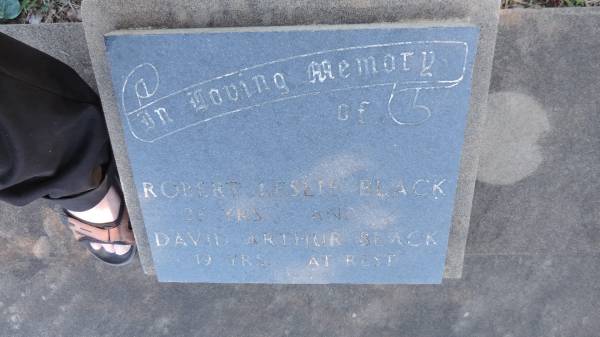 In Loving Memory
of
ROBERT LESLIE BLACK
YRS. AND
DAVID ARTHUR BLACK
19 YRS. AT REST